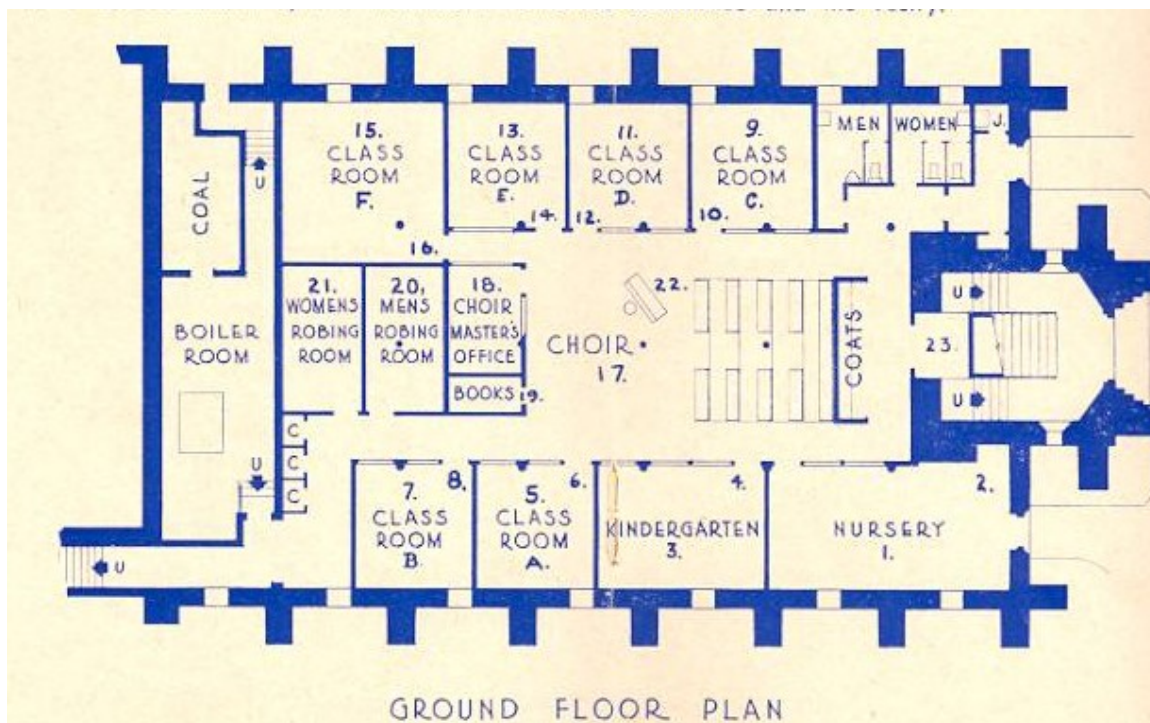 15.
CLASS
ROOM
F.
16.
13.
CLASS
ROOM
E.
14.
11.
CLASS
ROOM
D.
12.
9.
CLASS
ROOM
C.
10.
MEN
WOMEN
J.
COAL
U
BOILER
ROOM
U
21.
WOMENS
ROBING
ROOM
20,
MENS
ROBING
ROOM
18.
CHOIR
MASTER'S
OFFICE
BOOKS
19.
CHOIR
17.
22.
COATS
U
23.
U
C
C
C
U
7.
CLASS
ROOM
B.
8,
5.
CLASS
ROOM
A.
6.
KINDERGARTEN
3.
4.
NURSERY
1.
2.
GROUND FLOOR PLAN